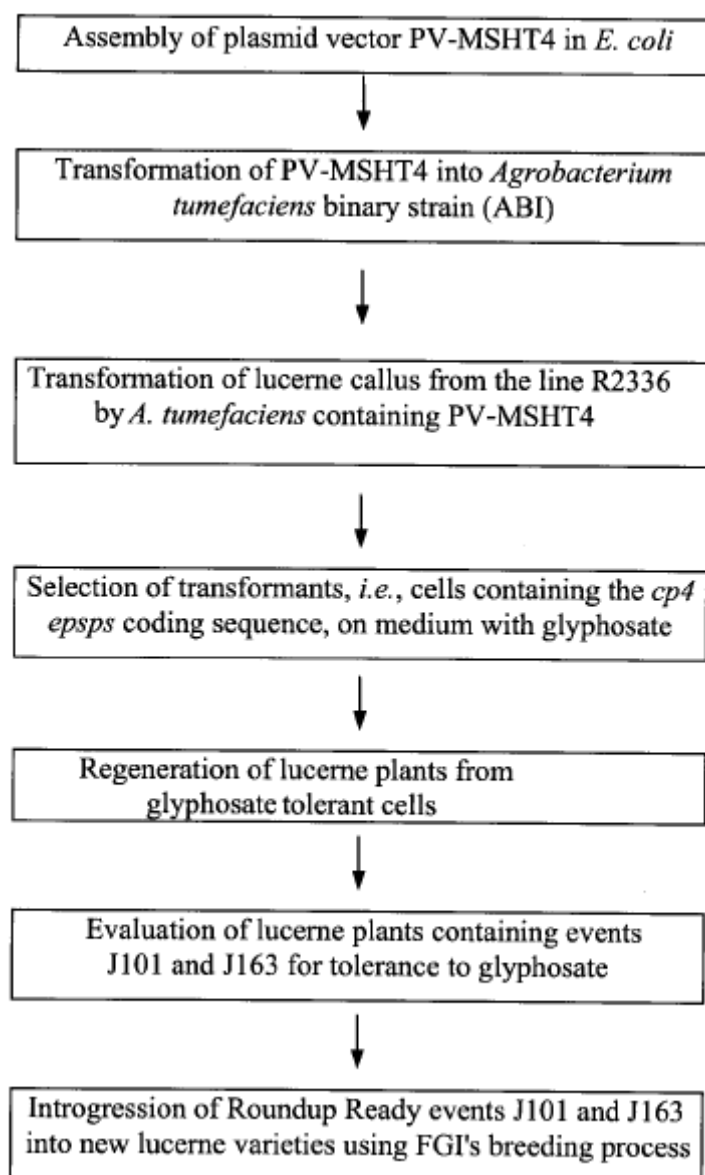 Assembly of plasmid vector PV-MSHT4 in E. coli
Transformation of PV-MSHT4 into Agrobacterium
tumefaciens binary strain (ABI)
Transformation of lucerne callus from the line R2336
by A. tumefaciens containing PV-MSHT4
Selection of transformants, i.e., cells containing the cp4
epsps coding sequence, on medium with glyphosate
Regeneration of lucerne plants from
glyphosate tolerant cells
Evaluation of lucerne plants containing events
J101 and J163 for tolerance to glyphosate
Introgression of Roundup Ready events J101 and J163
into new lucerne varieties using FGI's breeding process